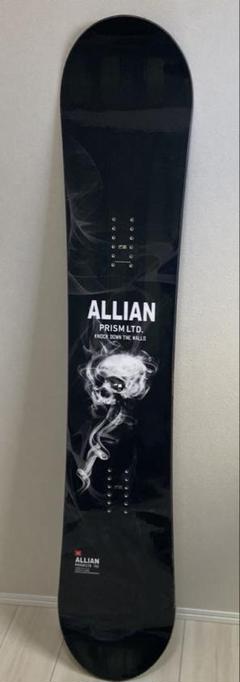 ALLIAN
PRISM LTD.
KNOCK DOWN THE WALLS
ALLIAN